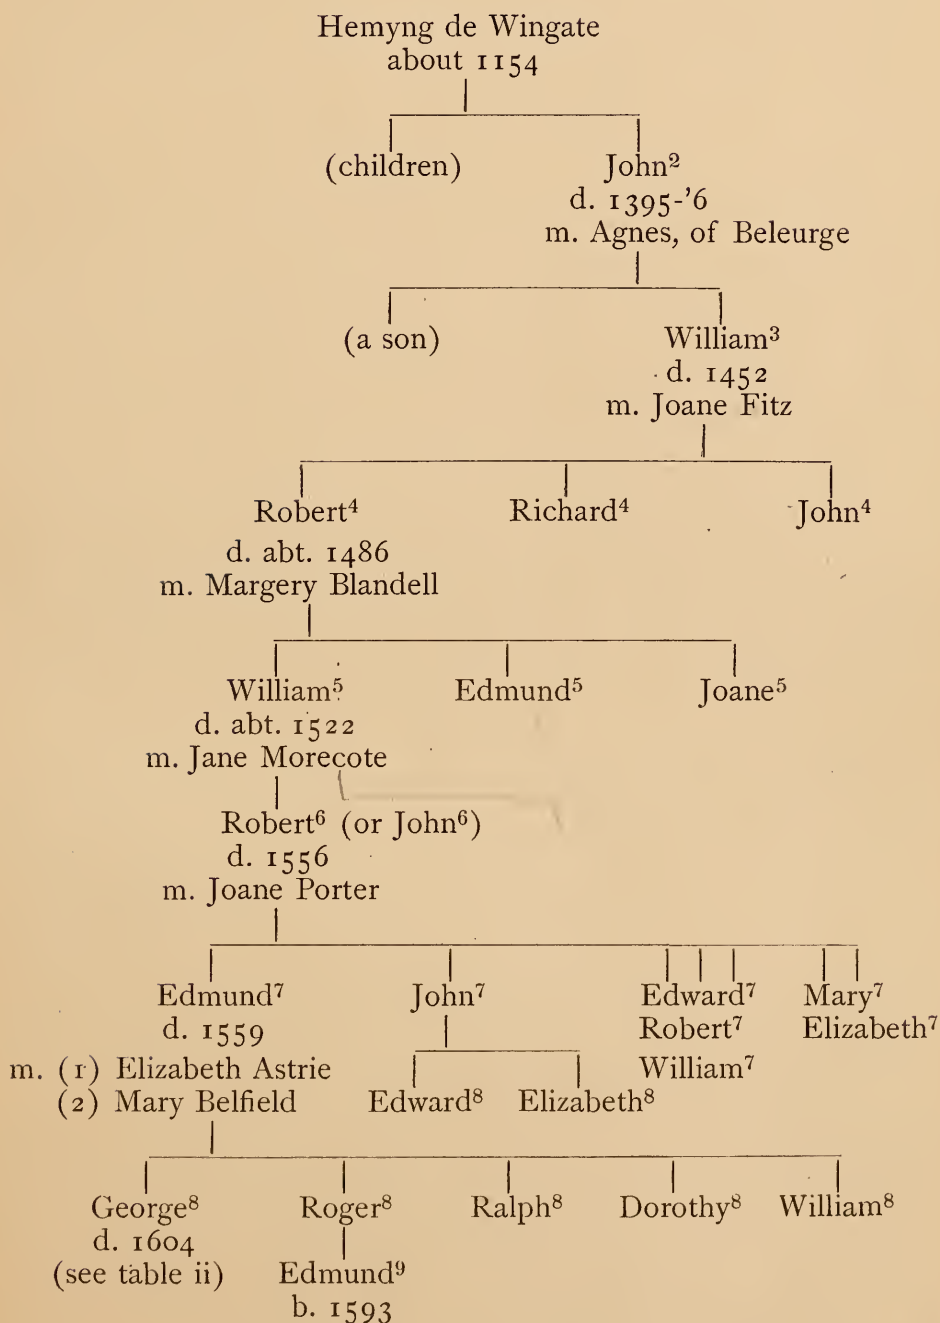 Hemyng de Wingate
about 1154
(children)
John²
d. 1395-'6
m. Agnes, of Beleurge
(a son)
William³
d. 1452
m. Joane Fitz
Robert⁴
d. abt. 1486
m. Margery Blandell
Richard⁴
John⁴
William⁵
d. abt. 1522
m. Jane Morecote
Edmund⁵
Joane⁵
Robert⁶ (or John⁶)
d. 1556
m. Joane Porter
Edmund⁷
d. 1559
m. (1) Elizabeth Astrie
(2) Mary Belfield
John⁷
Edward⁷
Robert⁷
William⁷
Mary⁷
Elizabeth⁷
Edward⁸
Elizabeth⁸
George⁸
d. 1604
(see table ii)
Roger⁸
Edmund⁹
b. 1593
Ralph⁸
Dorothy⁸
William⁸